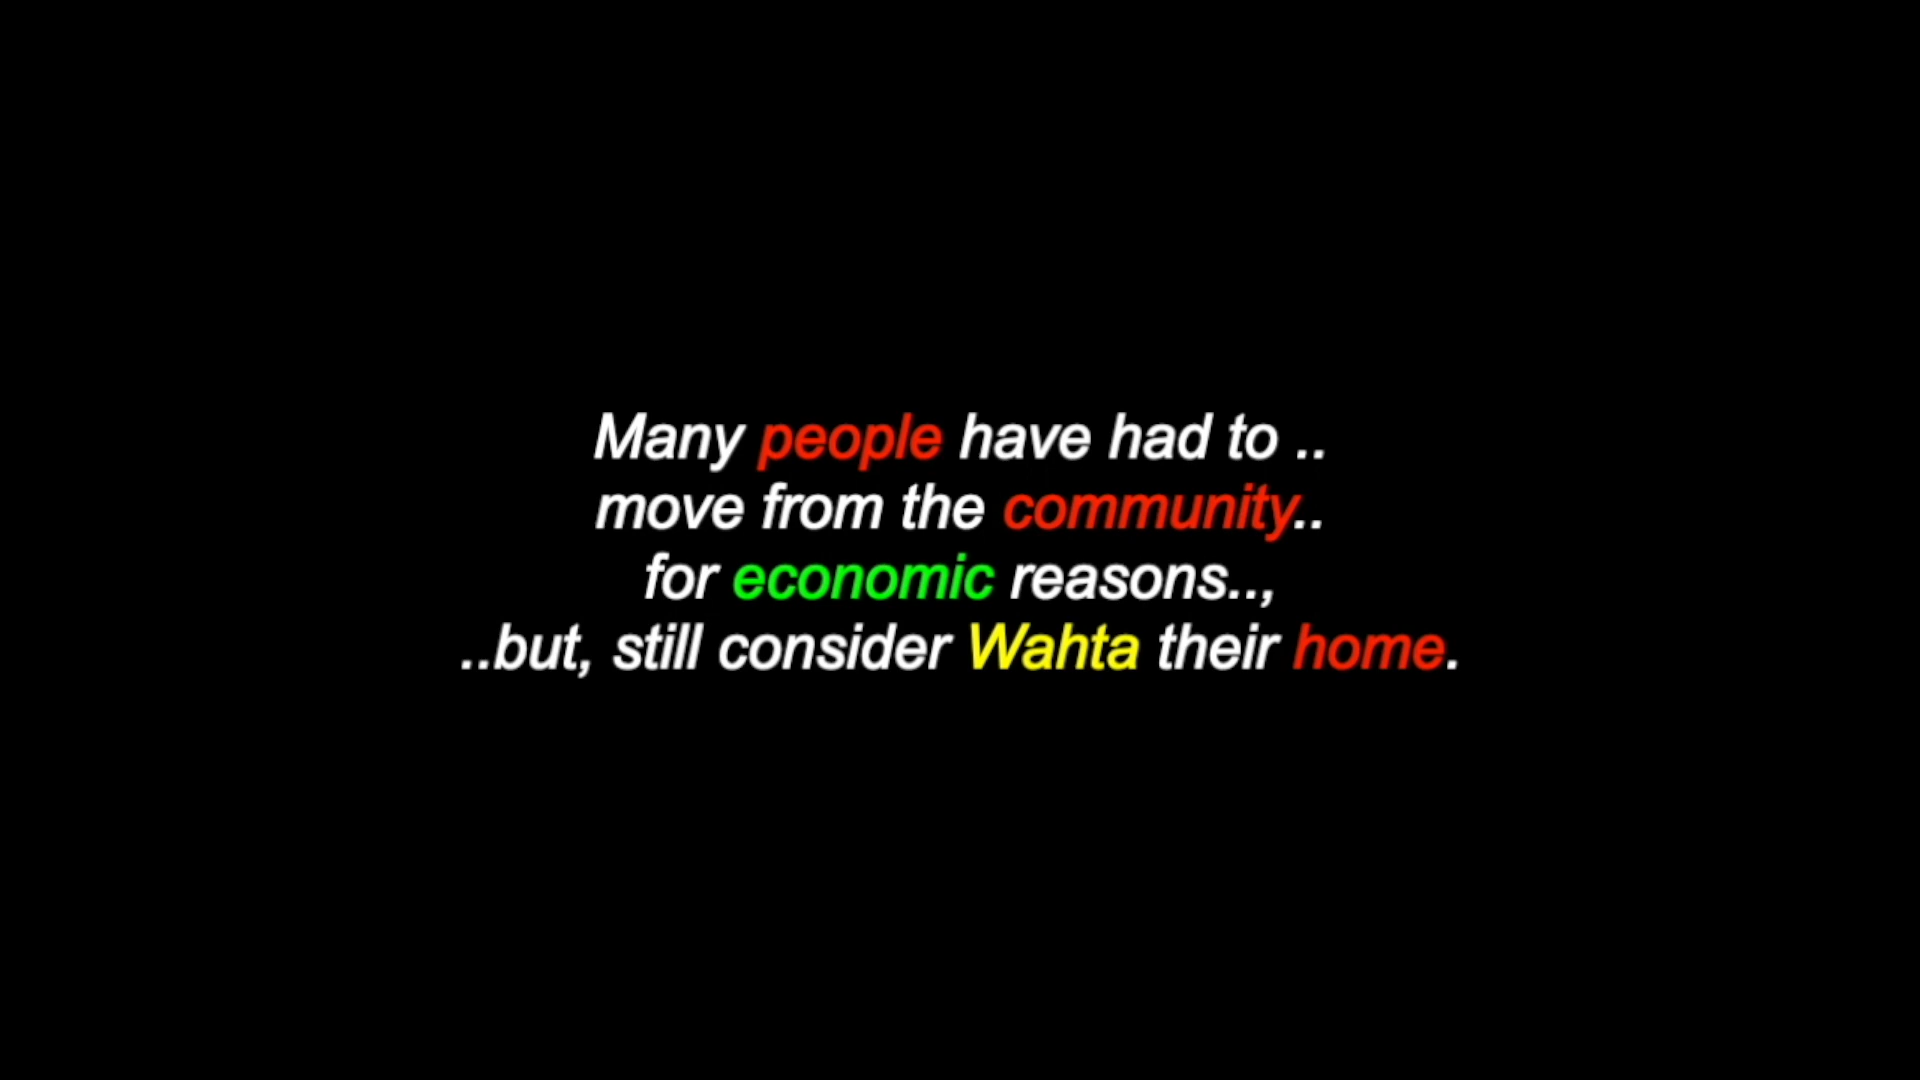 Many people have had to ..
move from the community..
for economic reasons..,
..but, still consider Wahta their home.